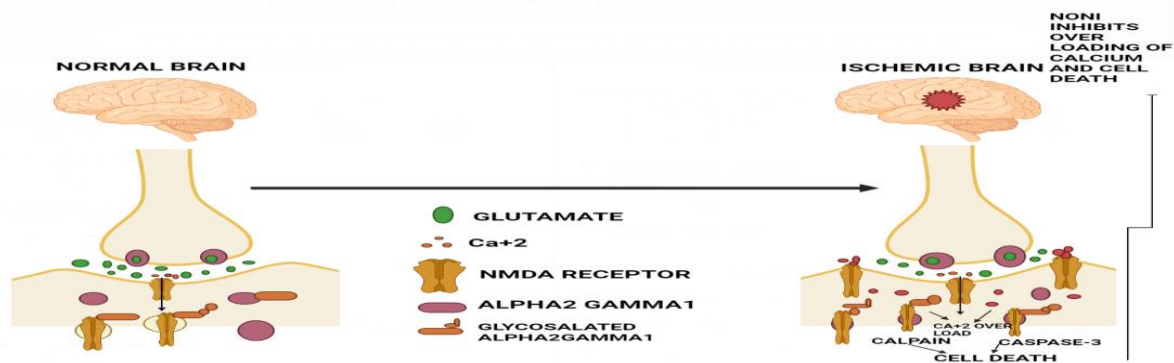 NONI
INHIBITS
OVER
LOADING OF
CALCIUM
AND CELL
DEATH
NORMAL BRAIN
ISCHEMIC BRAIN
GLUTAMATE
Ca+2
NMDA RECEPTOR
ALPHA2 GAMMA1
GLYCOSALATED
ALPHA2GAMMA1
CA+2 OVER
LOAD
CALPAIN
CASPASE-3
CELL DEATH